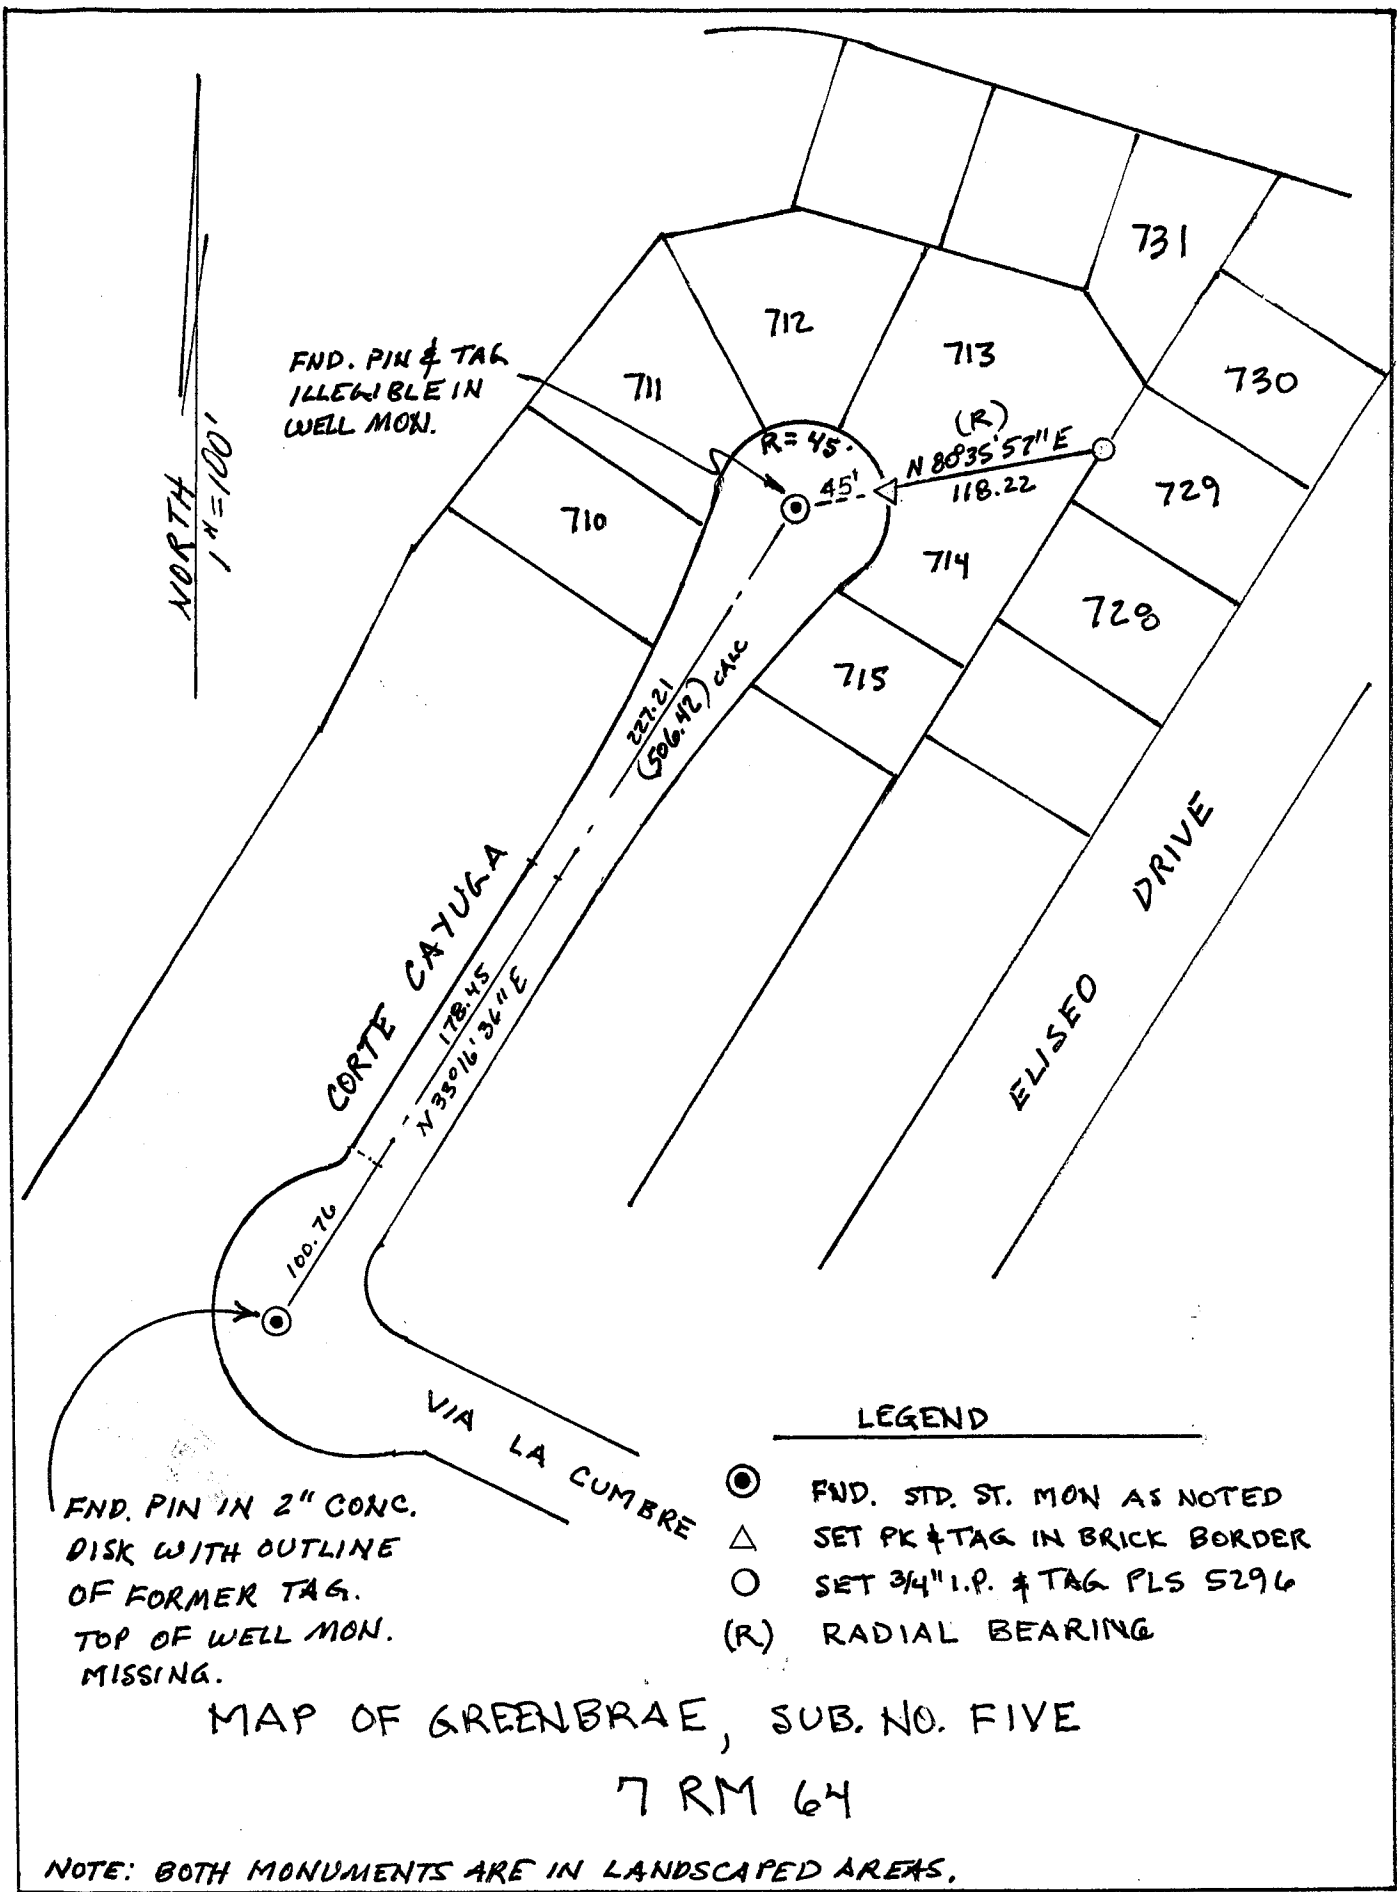 731
712
713
FND. PIN & TAG
ILLEGIBLE IN
WELL MON.
711
730
(R)
R = 45'
N 80°35'57" E
45'
118.22
729
NORTH
1" = 100'
710
714
728
715
227.21
(506.42) CALC
DRIVE
CORTE CAYUGA
178.45
N 33°16'36" E
ELISEO
100.76
VIA LA CUMBRE
LEGEND
FND. STD. ST. MON AS NOTED
SET PK & TAG IN BRICK BORDER
SET 3/4" I.P. & TAG PLS 5296
(R) RADIAL BEARING
FND. PIN IN 2" CONC.
DISK WITH OUTLINE
OF FORMER TAG.
TOP OF WELL MON.
MISSING.
MAP OF GREENBRAE, SUB. NO. FIVE
7 RM 64
NOTE: BOTH MONUMENTS ARE IN LANDSCAPED AREAS.